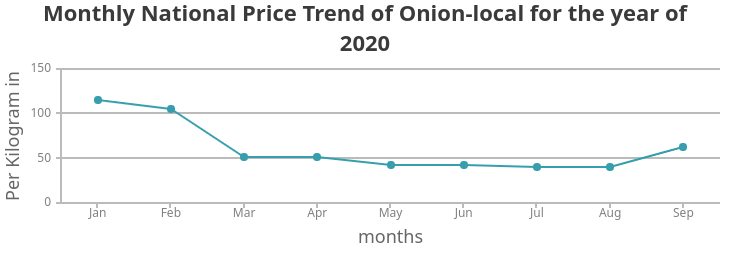 Monthly National Price Trend of Onion-local for the year of
2020
Per Kilogram in
150
100
50
0
Jan Feb Mar Apr May Jun Jul Aug Sep
months